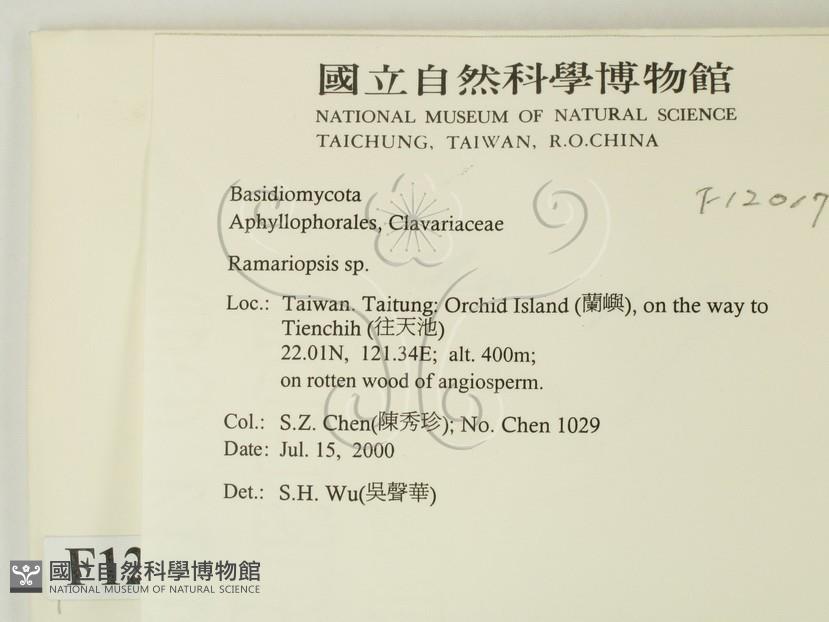 國立自然科學博物館
NATIONAL MUSEUM OF NATURAL SCIENCE
TAICHUNG, TAIWAN, R.O.CHINA
F12017
Basidiomycota
Aphyllophorales, Clavariaceae
Ramariopsis sp.
Loc.: Taiwan. Taitung: Orchid Island (蘭嶼), on the way to
Tienchih (往天池)
22.01N, 121.34E; alt. 400m;
on rotten wood of angiosperm.
Col.: S.Z. Chen(陳秀珍); No. Chen 1029
Date: Jul. 15, 2000
Det.: S.H. Wu(吳聲華)
F12
國立自然科學博物館
NATIONAL MUSEUM OF NATURAL SCIENCE